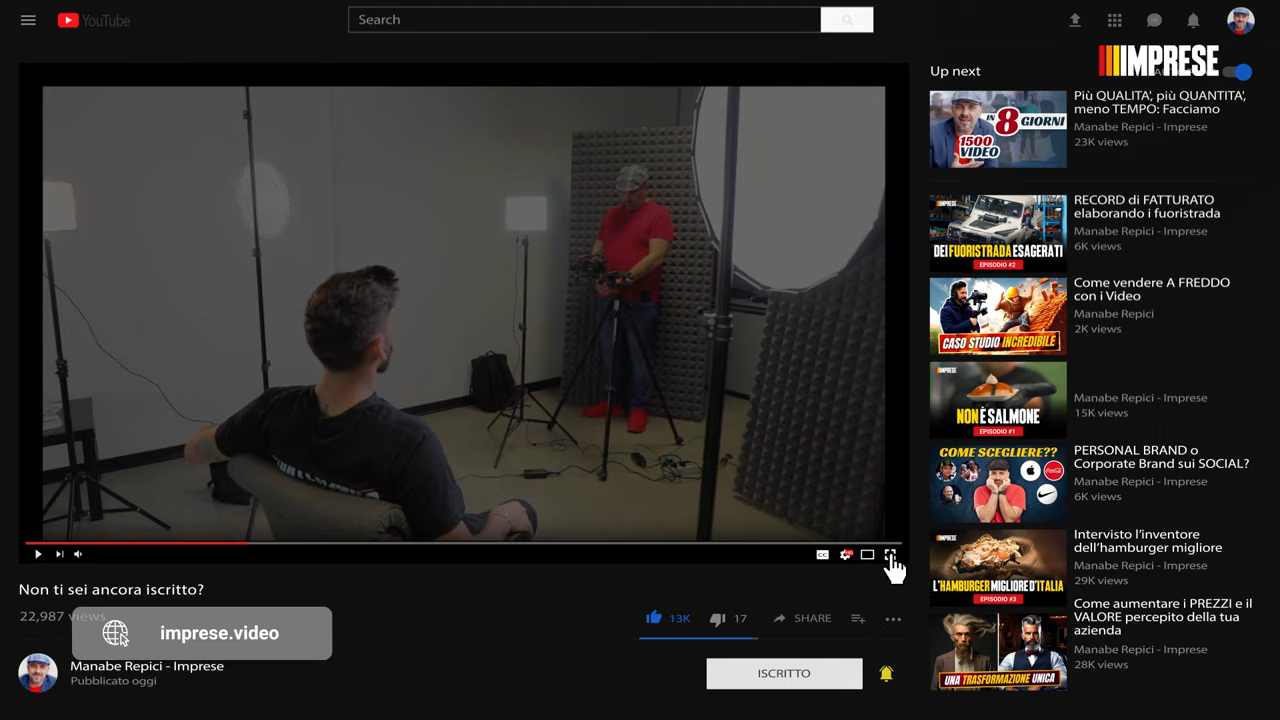 YouTube
Search
IMPRESE
Up next
Più QUALITA', più QUANTITA',
meno TEMPO: Facciamo
Manabe Repici - Imprese
23K views
IN 8 GIORNI
1500
VIDEO
RECORD di FATTURATO
elaborando i fuoristrada
Manabe Repici - Imprese
6K views
IMPRESE
DEI FUORISTRADA ESAGERATI
EPISODIO #2
Come vendere A FREDDO
con i Video
Manabe Repici
2K views
CASO STUDIO INCREDIBILE
Manabe Repici - Imprese
15K views
IMPRESE
NON È SALMONE
EPISODIO #1
PERSONAL BRAND o
Corporate Brand sui SOCIAL?
Manabe Repici - Imprese
6K views
COME SCEGLIERE??
Intervisto l'inventore
dell'hamburger migliore
Manabe Repici - Imprese
29K views
IMPRESE
L'HAMBURGER MIGLIORE D'ITALIA
EPISODIO #3
Come aumentare i PREZZI e il
VALORE percepito della tua
azienda
Manabe Repici - Imprese
28K views
UNA TRASFORMAZIONE UNICA
CC
Non ti sei ancora iscritto?
22,987 views
imprese.video
13K
17
SHARE
Manabe Repici - Imprese
Pubblicato oggi
ISCRITTO